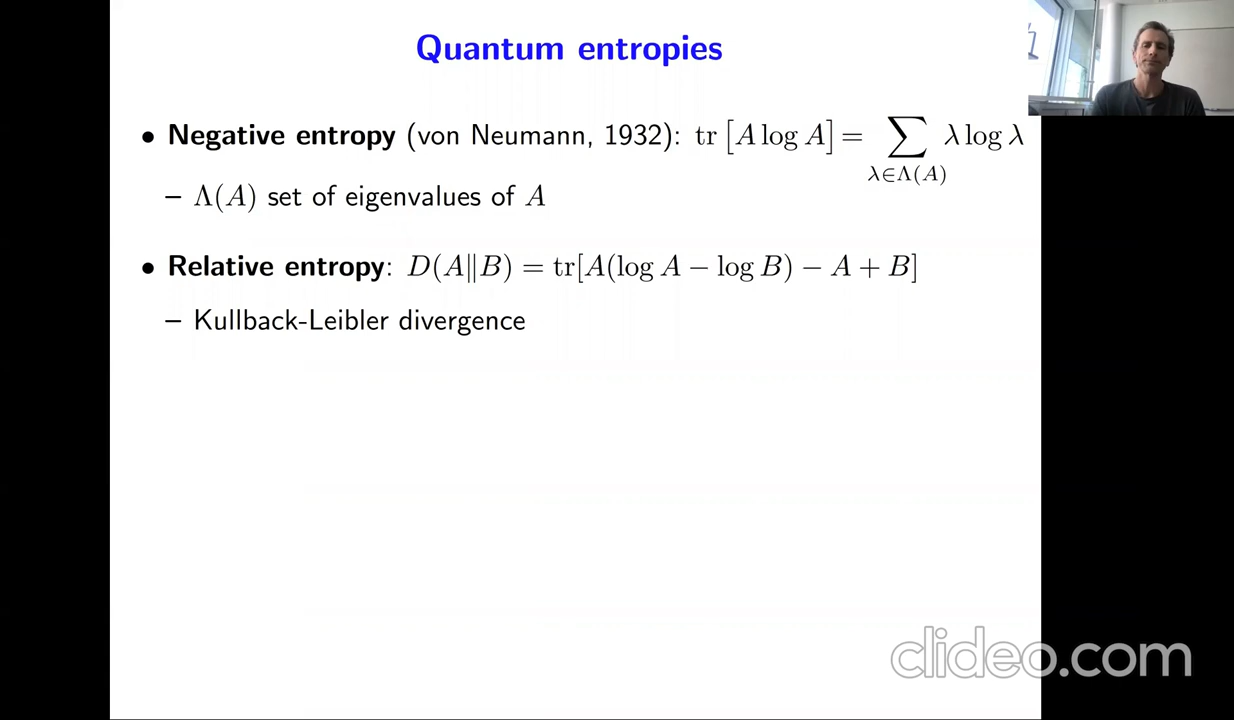 Quantum entropies
• Negative entropy (von Neumann, 1932): tr [A log A] = ∑ λ log λ
λ∈Λ(A)
– Λ(A) set of eigenvalues of A
• Relative entropy: D(A∥B) = tr[A(log A − log B) − A + B]
– Kullback-Leibler divergence
clideo.com